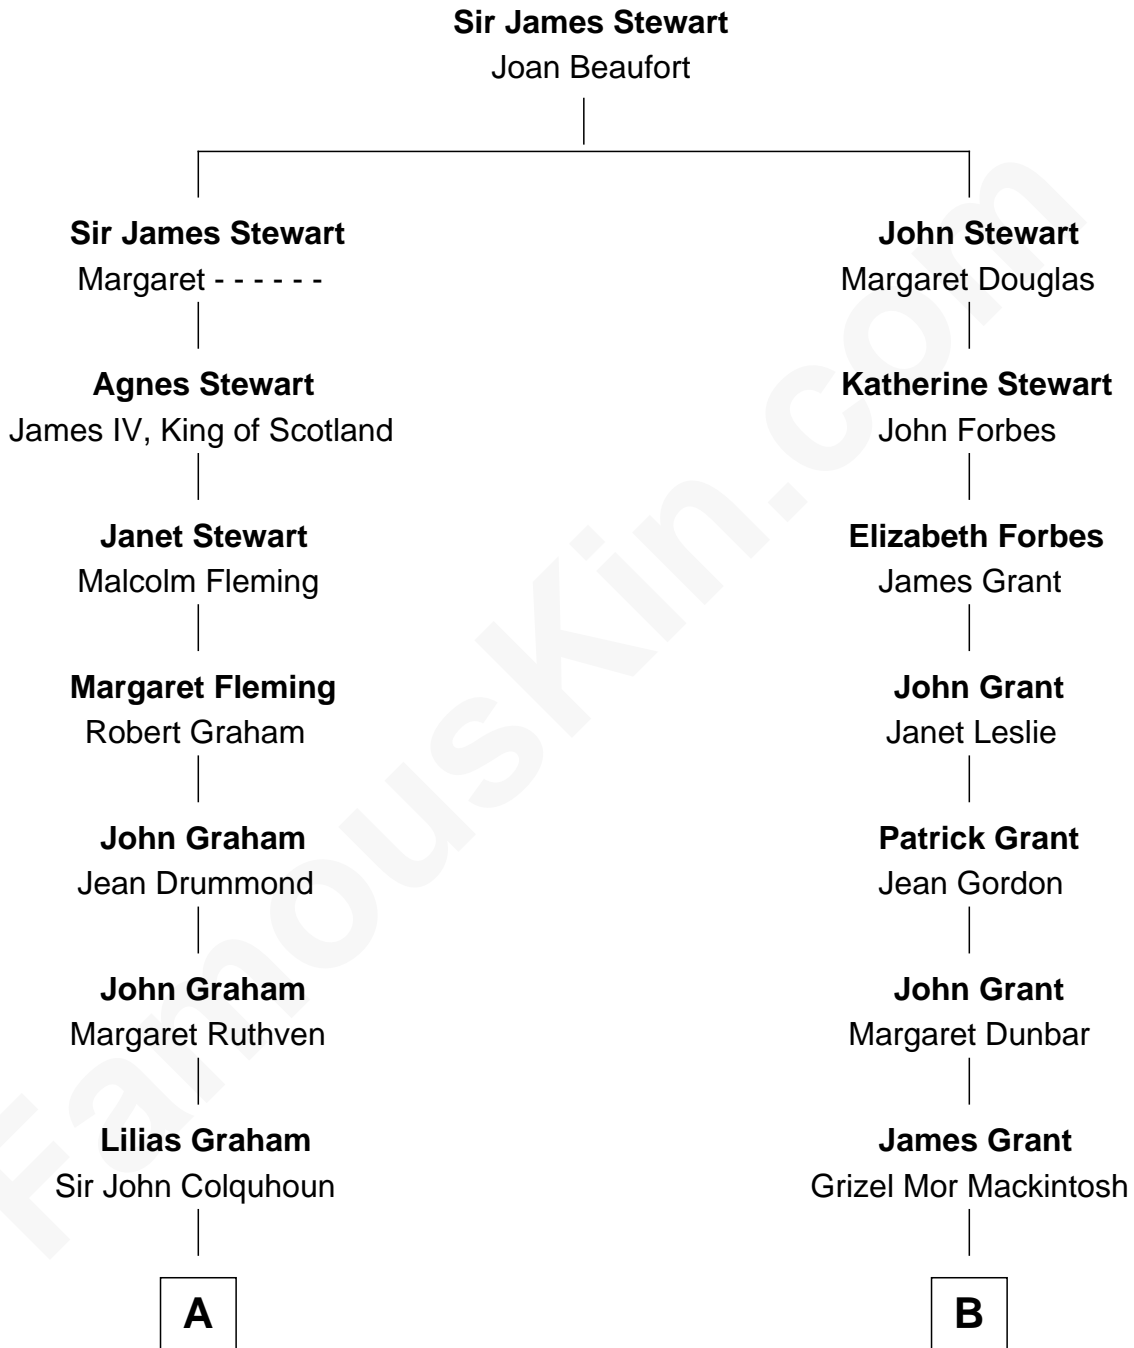 Sir James Stewart
Joan Beaufort
Sir James Stewart
Margaret - - - - - -
Agnes Stewart
James IV, King of Scotland
Janet Stewart
Malcolm Fleming
Margaret Fleming
Robert Graham
John Graham
Jean Drummond
John Graham
Margaret Ruthven
Lilias Graham
Sir John Colquhoun
A
John Stewart
Margaret Douglas
Katherine Stewart
John Forbes
Elizabeth Forbes
James Grant
John Grant
Janet Leslie
Patrick Grant
Jean Gordon
John Grant
Margaret Dunbar
James Grant
Grizel Mor Mackintosh
B
FamousKin.com